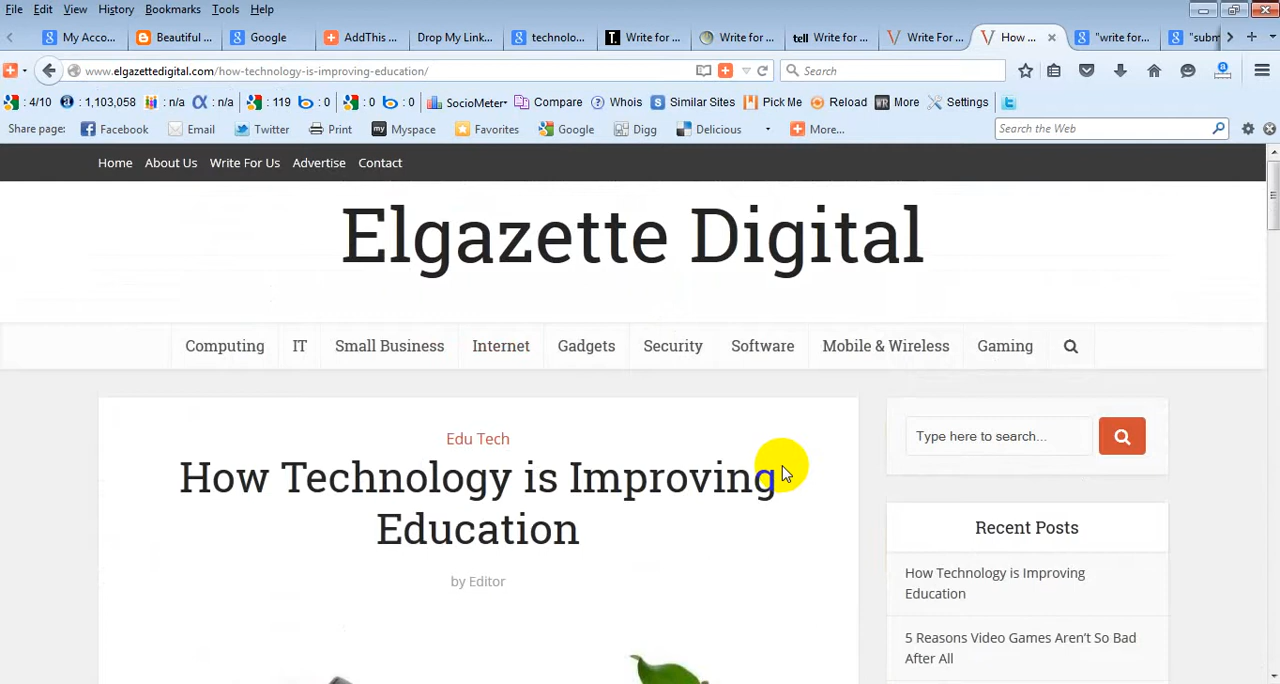 File Edit View History Bookmarks Tools Help
My Acco... Beautiful ... Google AddThis ... Drop My Link... technolo... Write for ... Write for ... tell Write for ... Write For ... How ... "write for... "subm
www.elgazettedigital.com/how-technology-is-improving-education/ Search
: 4/10 : 1,103,058 : n/a : n/a : 119 : 0 : 0 : 0 SocioMeter Compare Whois Similar Sites Pick Me Reload WR More Settings
Share page: Facebook Email Twitter Print my Myspace Favorites Google Digg Delicious More... Search the Web
Home About Us Write For Us Advertise Contact
Elgazette Digital
Computing IT Small Business Internet Gadgets Security Software Mobile & Wireless Gaming
Edu Tech
Type here to search...
How Technology is Improving
Education
by Editor
Recent Posts
How Technology is Improving
Education
5 Reasons Video Games Aren't So Bad
After All